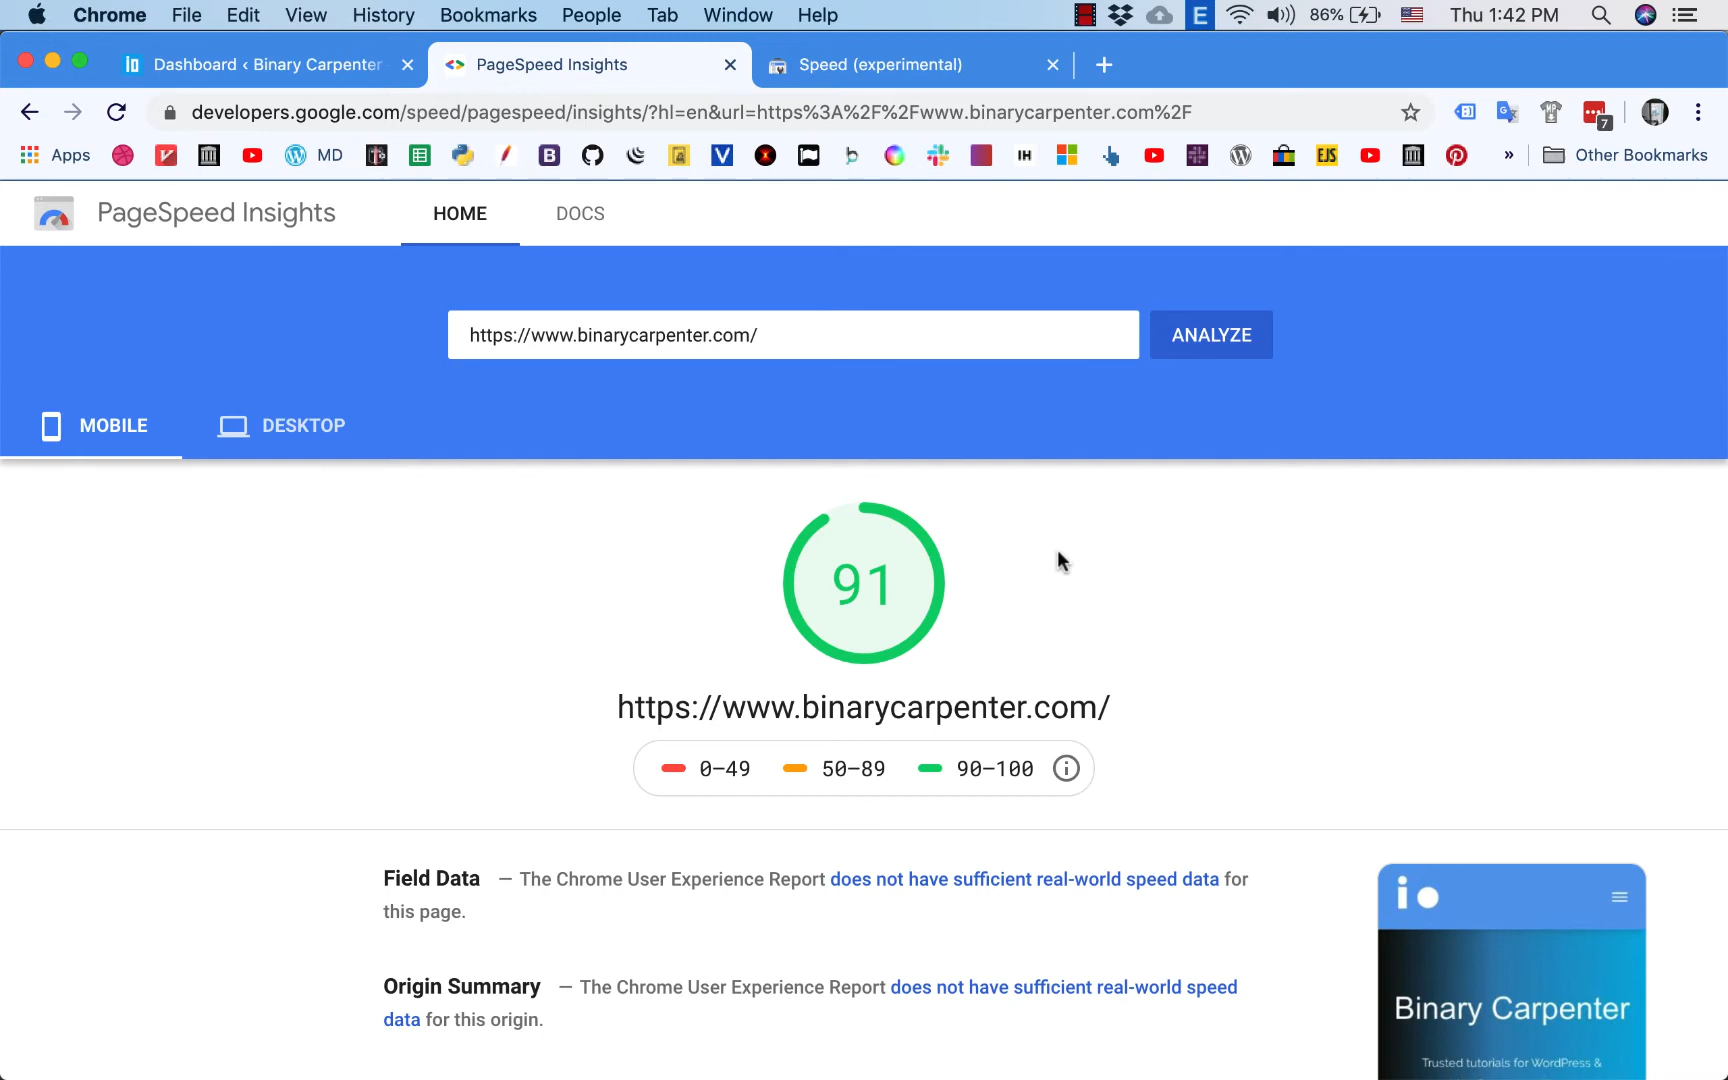 Chrome File Edit View History Bookmarks People Tab Window Help E 86% Thu 1:42 PM
Dashboard ‹ Binary Carpenter PageSpeed Insights Speed (experimental)
developers.google.com/speed/pagespeed/insights/?hl=en&url=https%3A%2F%2Fwww.binarycarpenter.com%2F 7
Apps MD B V IH EJS » Other Bookmarks
PageSpeed Insights HOME DOCS
https://www.binarycarpenter.com/ ANALYZE
MOBILE DESKTOP
91
https://www.binarycarpenter.com/
0–49 50–89 90–100
Field Data — The Chrome User Experience Report does not have sufficient real-world speed data for
this page.
Origin Summary — The Chrome User Experience Report does not have sufficient real-world speed
data for this origin.
io
Binary Carpenter
Trusted tutorials for WordPress &